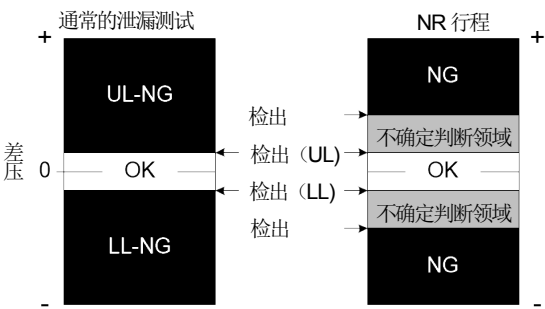 通常的泄漏测试
NR 行程
+
+
UL-NG
NG
检出
不确定判断领域
检出（UL)
差压
0
OK
OK
检出（LL)
不确定判断领域
检出
LL-NG
NG
-
-